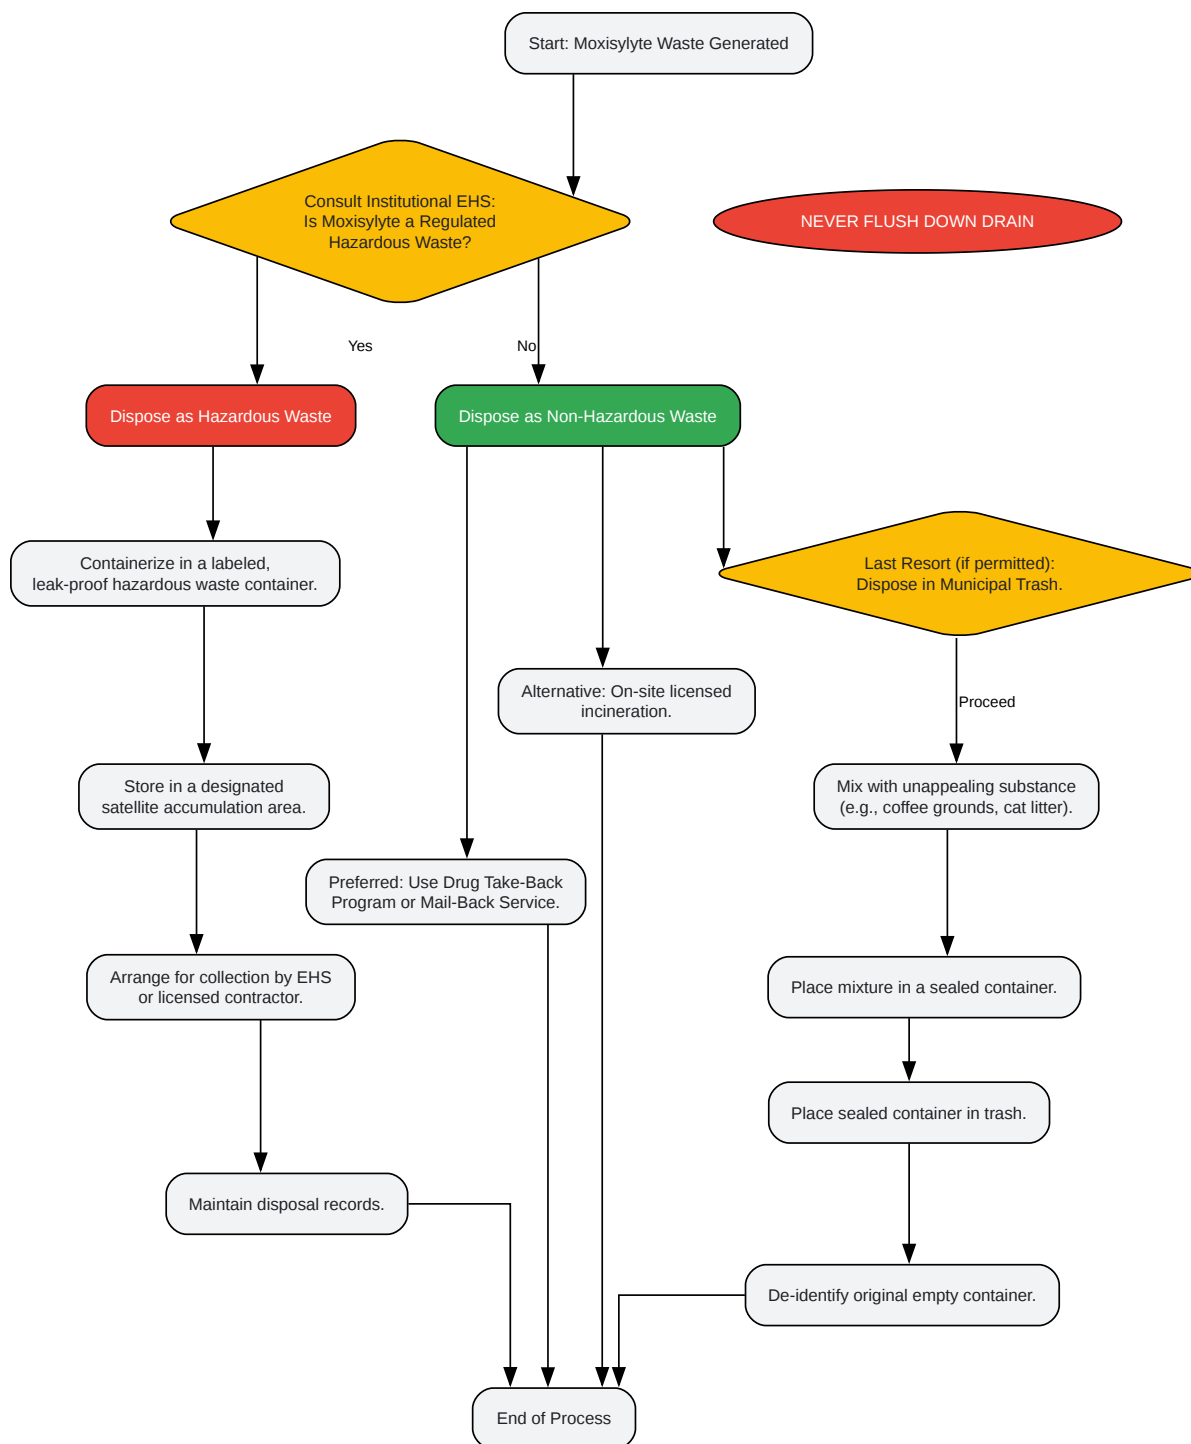 Start: Moxisylyte Waste Generated
Consult Institutional EHS:
Is Moxisylyte a Regulated
Hazardous Waste?
NEVER FLUSH DOWN DRAIN
Yes
No
Dispose as Hazardous Waste
Dispose as Non-Hazardous Waste
Containerize in a labeled,
leak-proof hazardous waste container.
Last Resort (if permitted):
Dispose in Municipal Trash.
Alternative: On-site licensed
incineration.
Proceed
Store in a designated
satellite accumulation area.
Mix with unappealing substance
(e.g., coffee grounds, cat litter).
Preferred: Use Drug Take-Back
Program or Mail-Back Service.
Arrange for collection by EHS
or licensed contractor.
Place mixture in a sealed container.
Place sealed container in trash.
Maintain disposal records.
De-identify original empty container.
End of Process